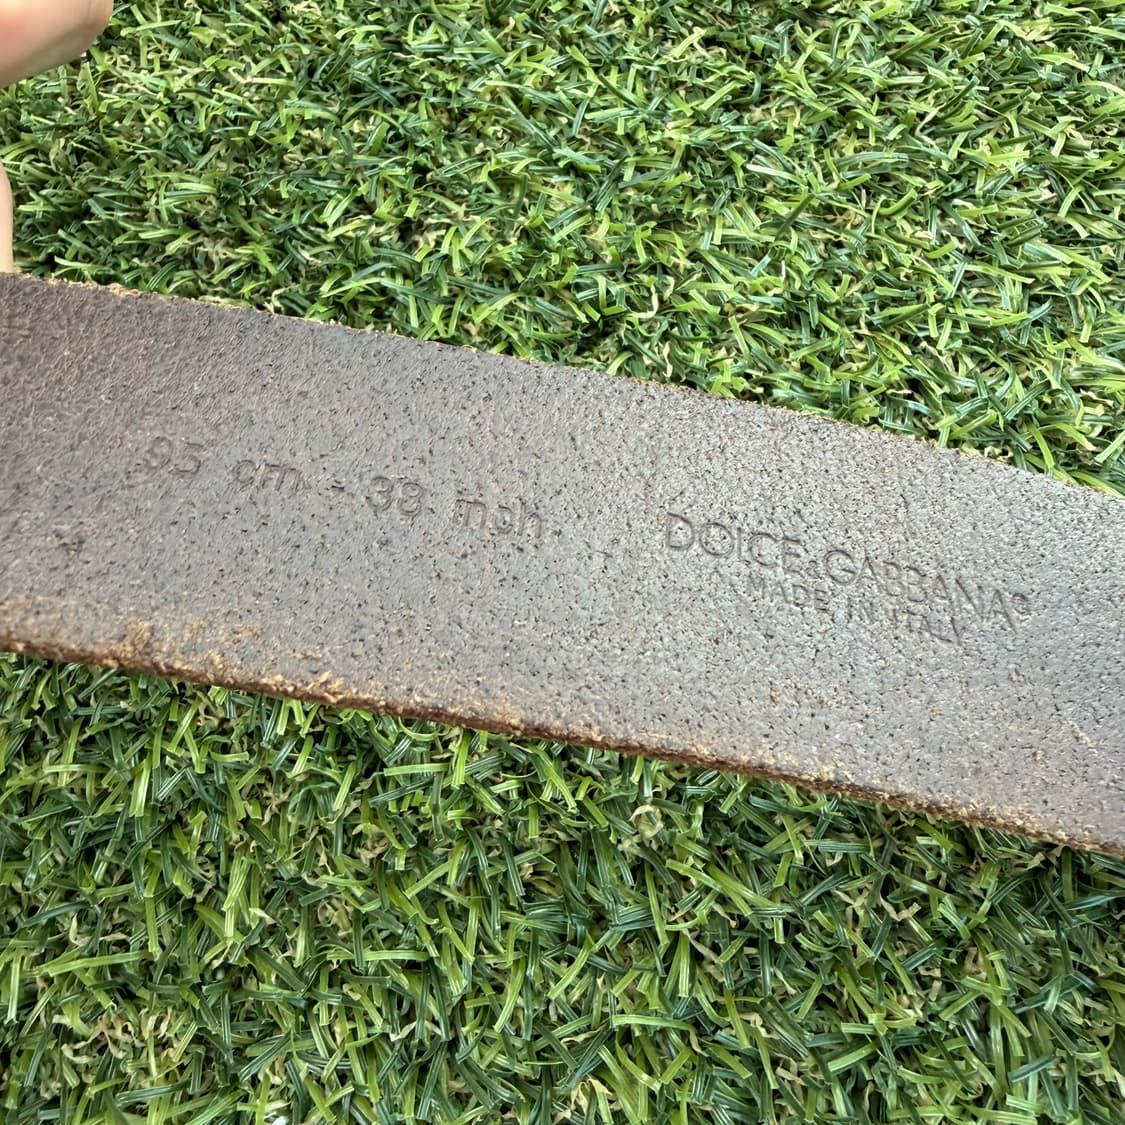 95 cm - 38 inch
DOLCE&GABBANA®
MADE IN ITALY